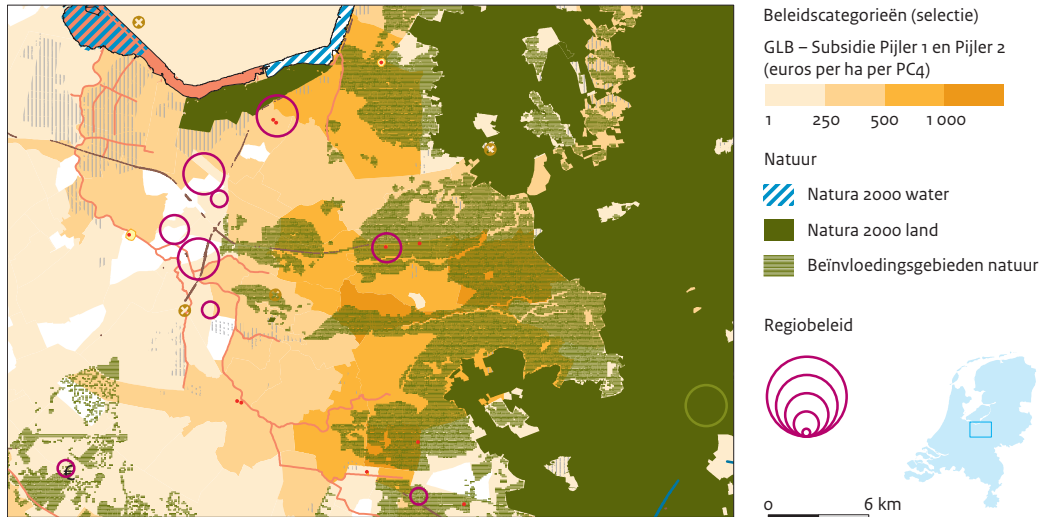 Beleidscategorieën (selectie)
GLB – Subsidie Pijler 1 en Pijler 2
(euros per ha per PC4)
1 250 500 1 000
Natuur
Natura 2000 water
Natura 2000 land
Beïnvloedingsgebieden natuur
Regiobeleid
€
0 6 km